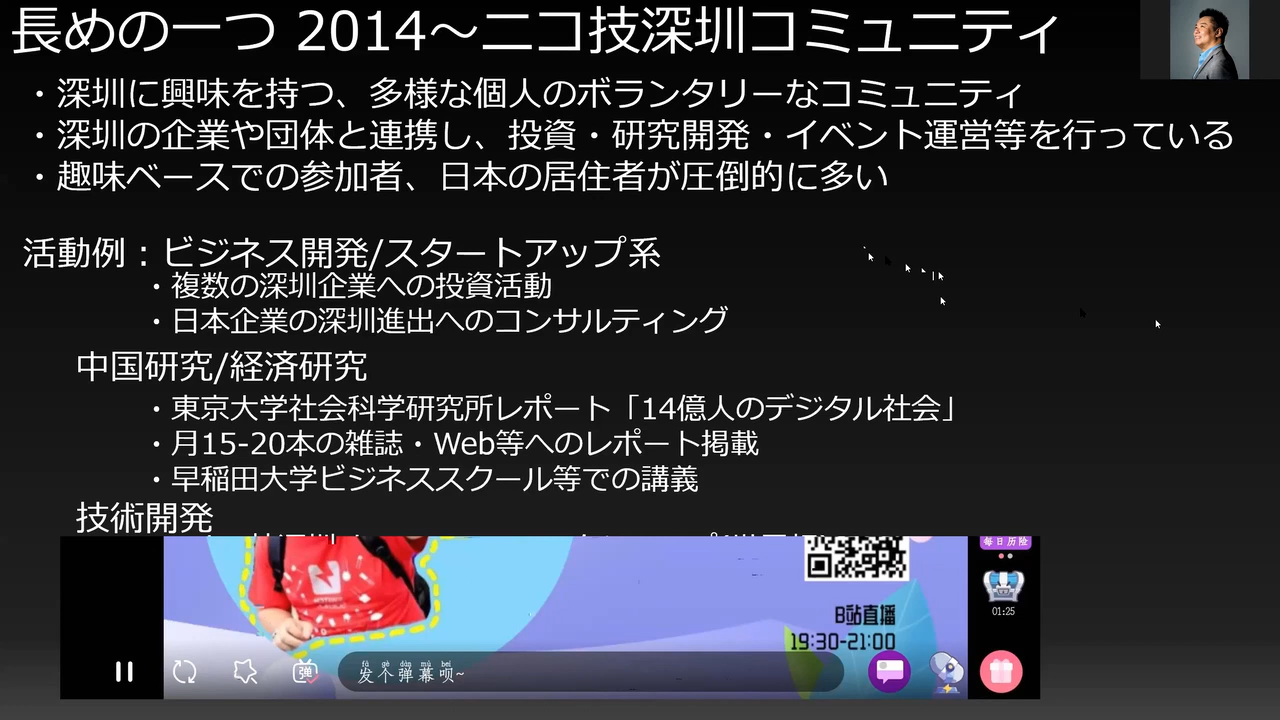 長めの一つ 2014～ニコ技深圳コミュニティ
・深圳に興味を持つ、多様な個人のボランタリーなコミュニティ
・深圳の企業や団体と連携し、投資・研究開発・イベント運営等を行っている
・趣味ベースでの参加者、日本の居住者が圧倒的に多い
活動例：ビジネス開発/スタートアップ系
・複数の深圳企業への投資活動
・日本企業の深圳進出へのコンサルティング
中国研究/経済研究
・東京大学社会科学研究所レポート「14億人のデジタル社会」
・月15-20本の雑誌・Web等へのレポート掲載
・早稲田大学ビジネススクール等での講義
技術開発
每日历险
01:25
B站直播
19:30-21:00
弹
fā gè dàn mù bei
发个弹幕呗~